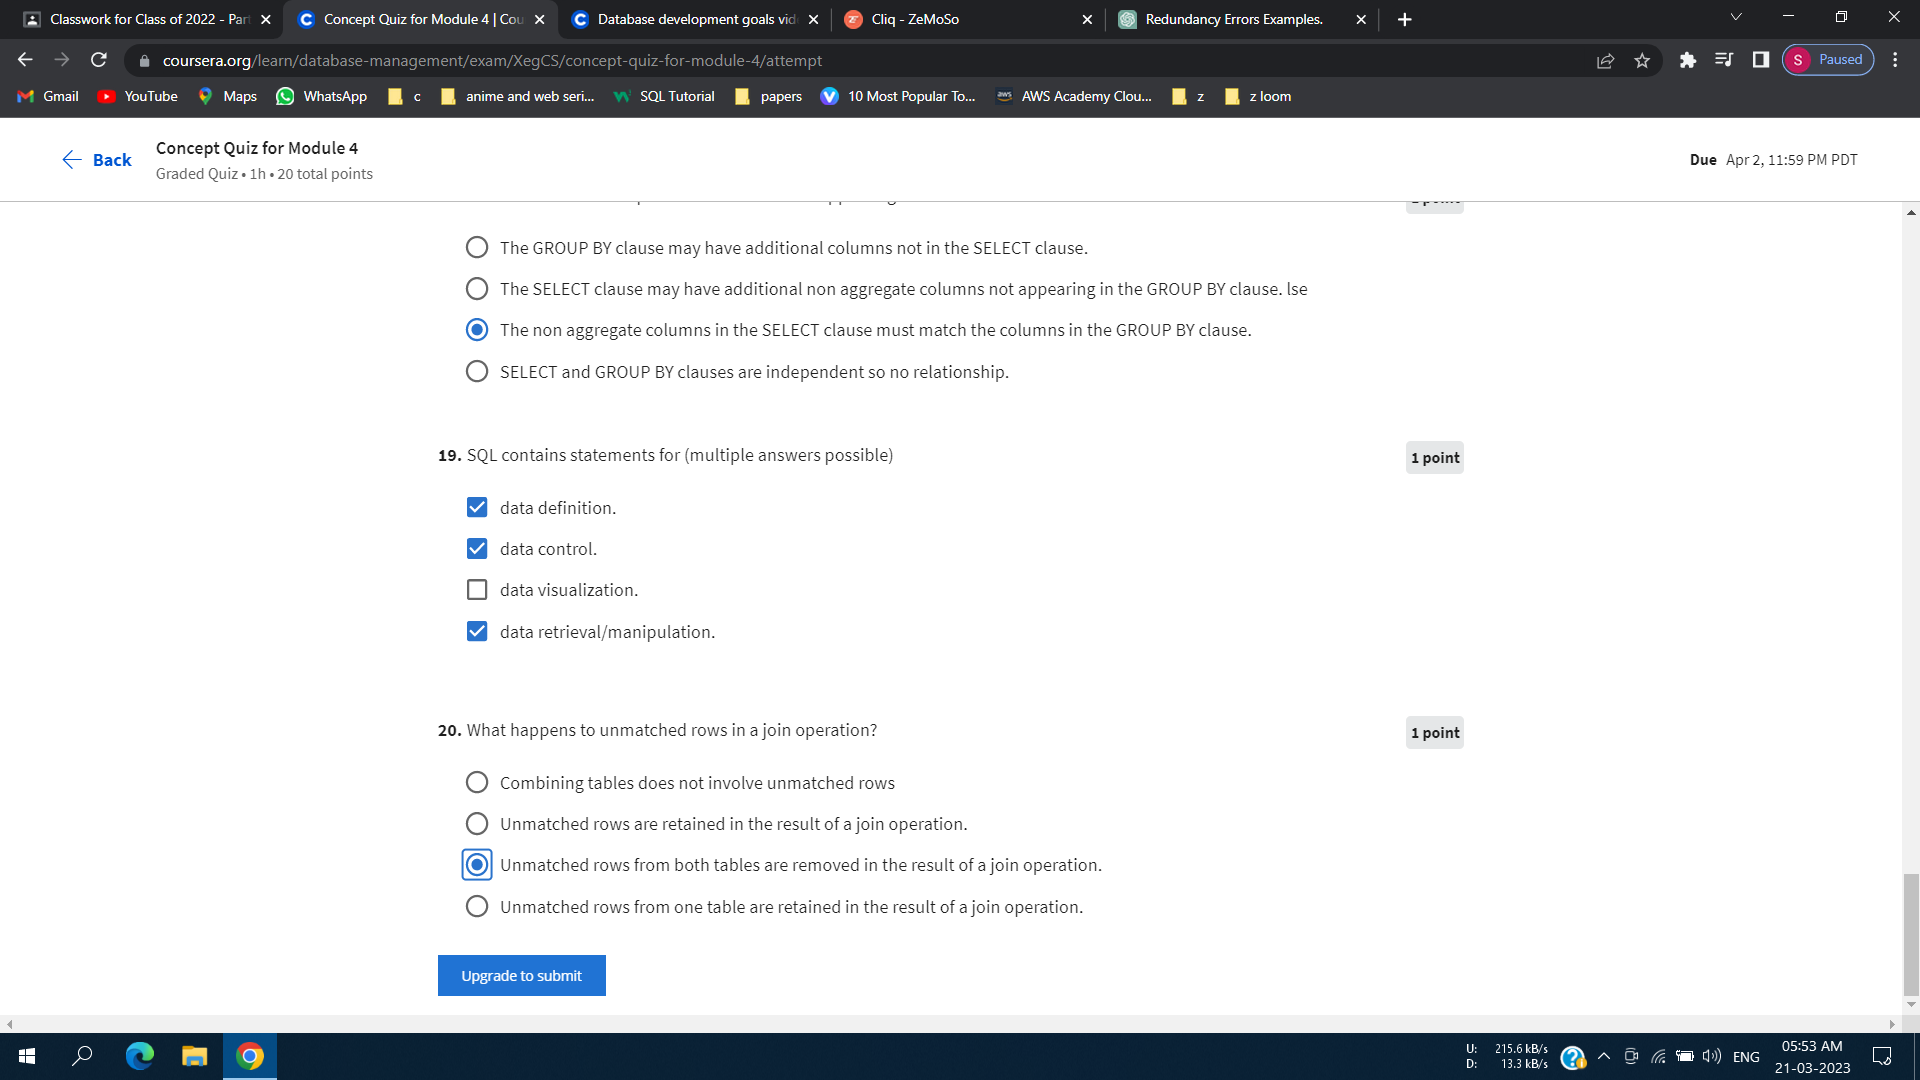 Classwork for Class of 2022 - Part
Concept Quiz for Module 4 | Cou
Database development goals vid
Cliq - ZeMoSo
Redundancy Errors Examples.
coursera.org/learn/database-management/exam/XegCS/concept-quiz-for-module-4/attempt
S Paused
Gmail YouTube Maps WhatsApp c anime and web seri... SQL Tutorial papers 10 Most Popular To... AWS Academy Clou... z z loom
Back
Concept Quiz for Module 4
Graded Quiz • 1h • 20 total points
Due Apr 2, 11:59 PM PDT
The GROUP BY clause may have additional columns not in the SELECT clause.
The SELECT clause may have additional non aggregate columns not appearing in the GROUP BY clause. lse
The non aggregate columns in the SELECT clause must match the columns in the GROUP BY clause.
SELECT and GROUP BY clauses are independent so no relationship.
19. SQL contains statements for (multiple answers possible)
1 point
data definition.
data control.
data visualization.
data retrieval/manipulation.
20. What happens to unmatched rows in a join operation?
1 point
Combining tables does not involve unmatched rows
Unmatched rows are retained in the result of a join operation.
Unmatched rows from both tables are removed in the result of a join operation.
Unmatched rows from one table are retained in the result of a join operation.
Upgrade to submit
U: 215.6 kB/s
D: 13.3 kB/s
ENG
05:53 AM
21-03-2023